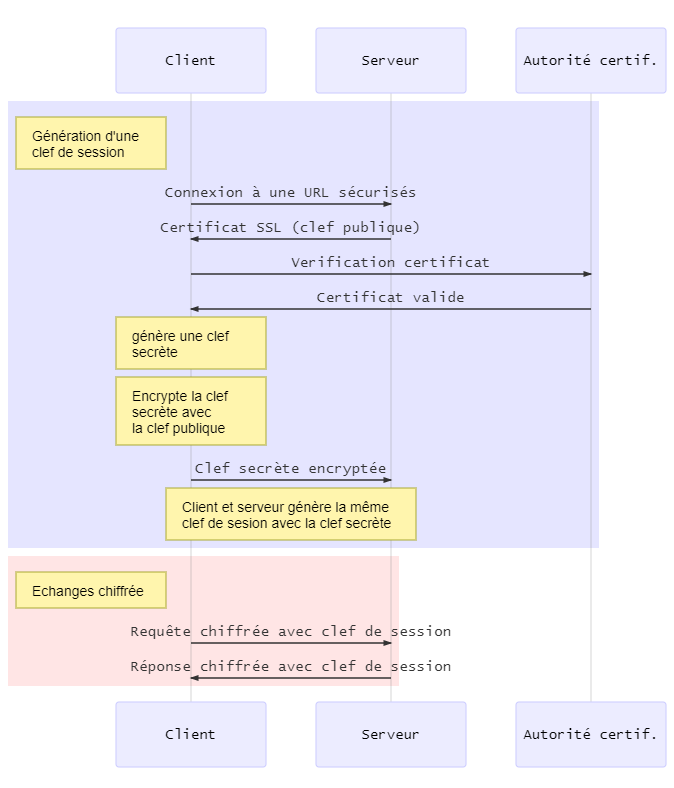 Client
Serveur
Autorité certif.
Génération d'une
clef de session
Connexion à une URL sécurisés
Certificat SSL (clef publique)
Verification certificat
Certificat valide
génère une clef
secrète
Encrypte la clef
secrète avec
la clef publique
Clef secrète encryptée
Client et serveur génère la même
clef de sesion avec la clef secrète
Echanges chiffrée
Requête chiffrée avec clef de session
Réponse chiffrée avec clef de session
Client
Serveur
Autorité certif.